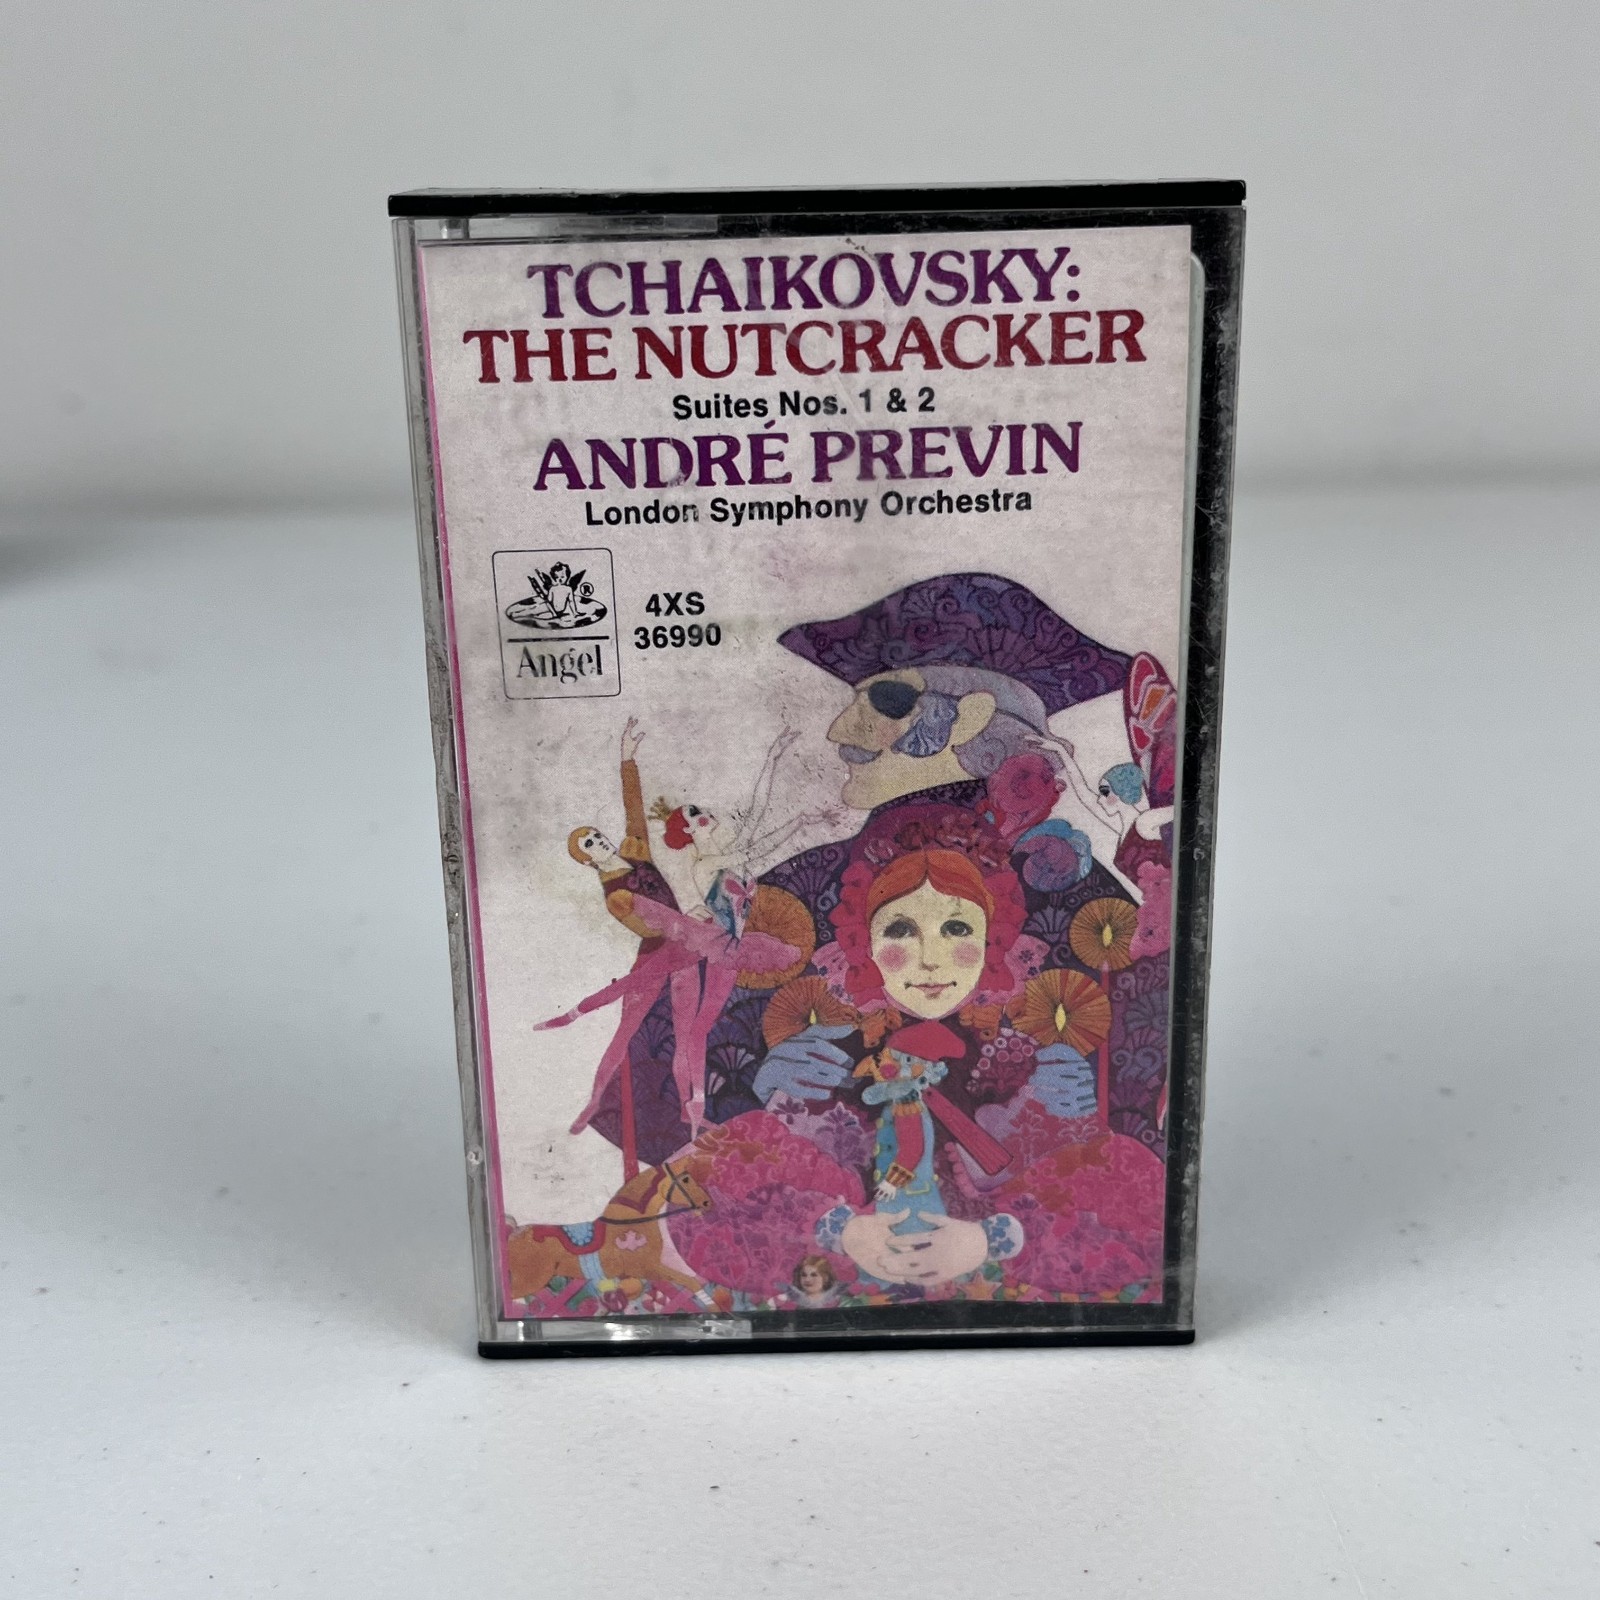 TCHAIKOVSKY:
THE NUTCRACKER
Suites Nos. 1 & 2
ANDRÉ PREVIN
London Symphony Orchestra
®
Angel
4XS
36990